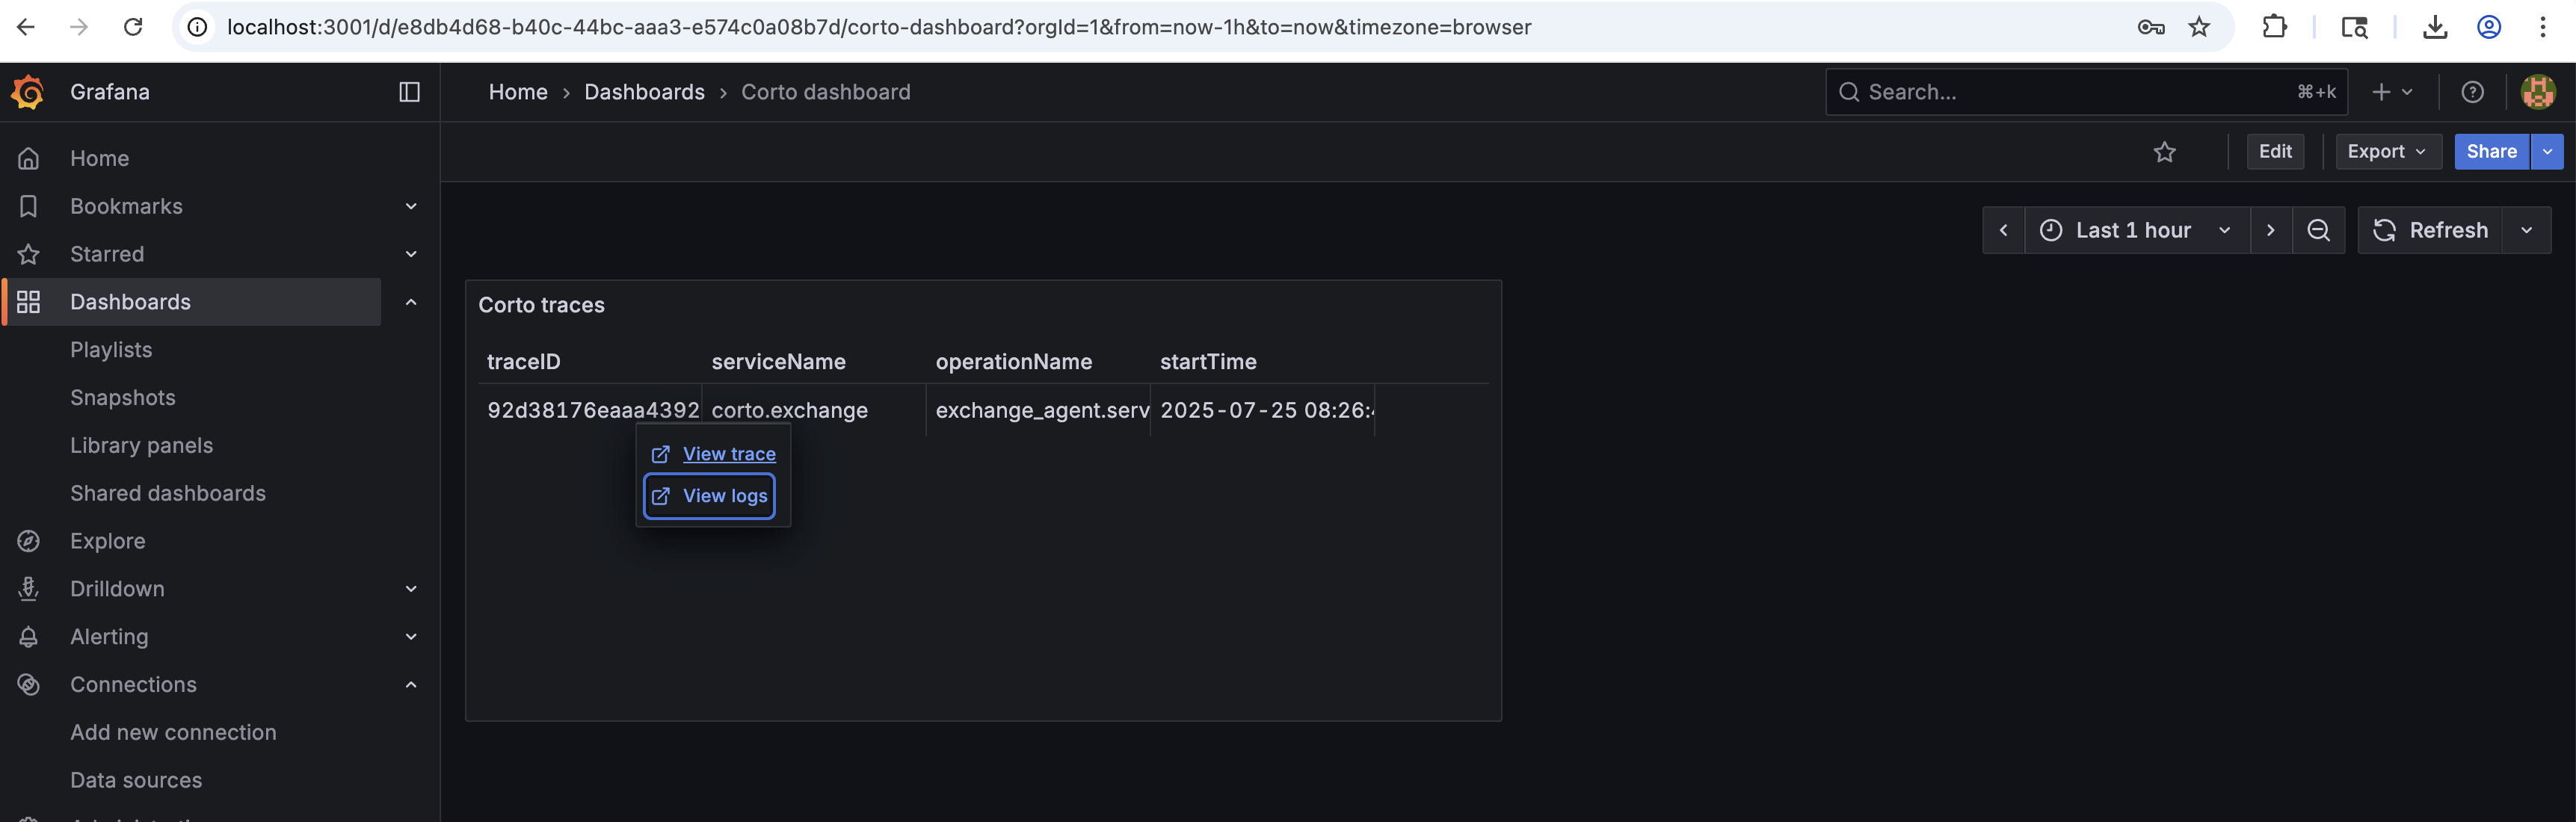 localhost:3001/d/e8db4d68-b40c-44bc-aaa3-e574c0a08b7d/corto-dashboard?orgId=1&from=now-1h&to=now&timezone=browser
Grafana
Home › Dashboards › Corto dashboard
Search...
⌘+k
Edit
Export
Share
Home
Bookmarks
Starred
Dashboards
Playlists
Snapshots
Library panels
Shared dashboards
Explore
Drilldown
Alerting
Connections
Add new connection
Data sources
Last 1 hour
Refresh
Corto traces
traceID serviceName operationName startTime
92d38176eaaa4392 corto.exchange exchange_agent.serv 2025-07-25 08:26:
View trace
View logs